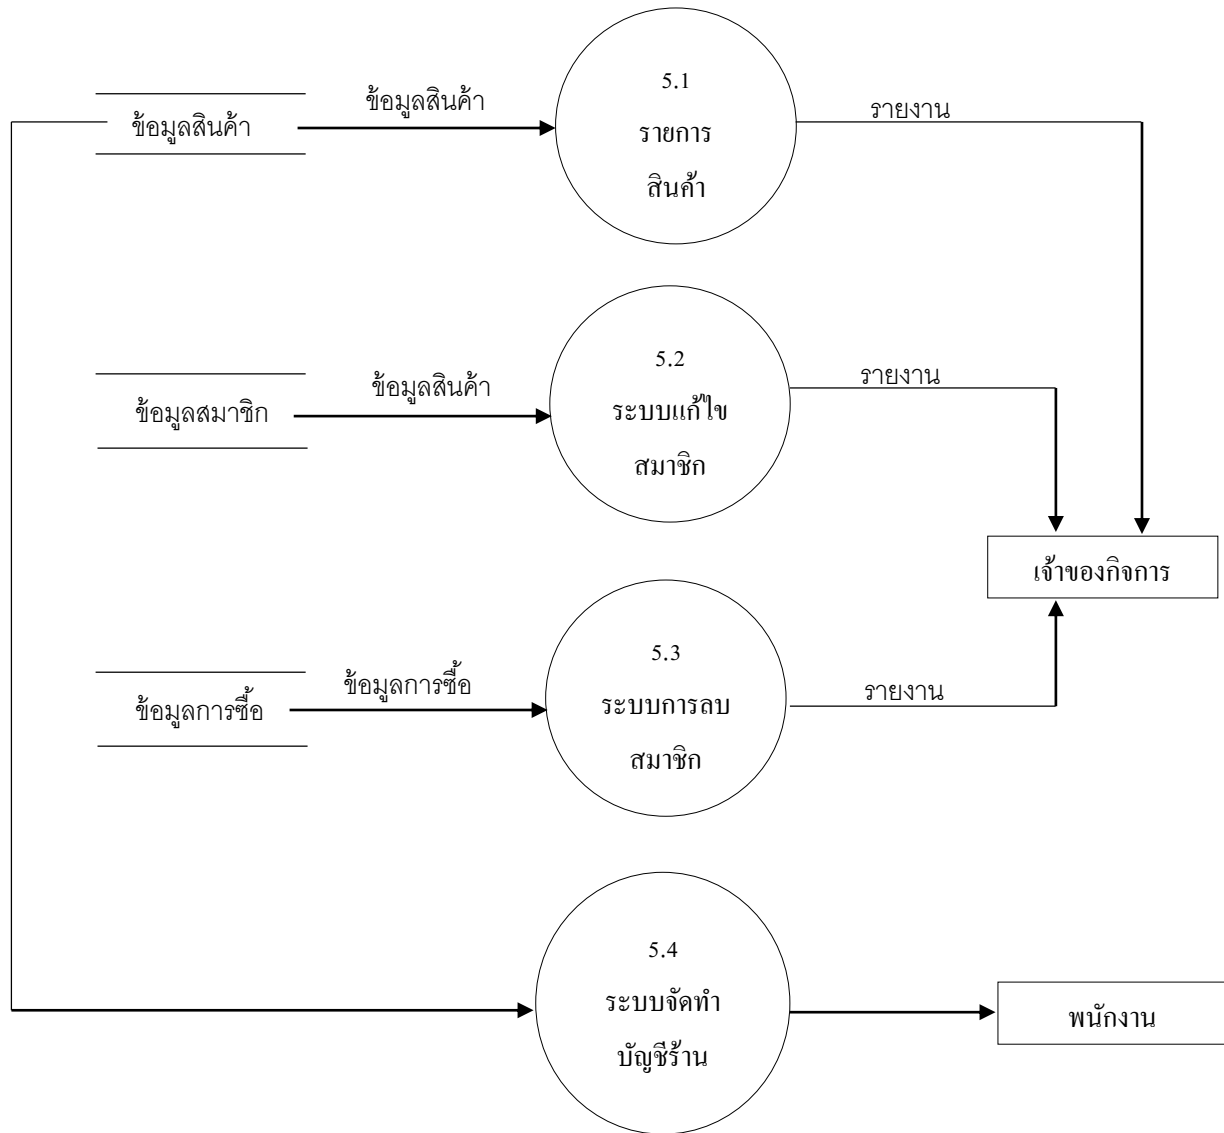 5.1
รายการ
สินค้า
ข้อมูลสินค้า
ข้อมูลสินค้า
รายงาน
5.2
ระบบแก้ไข
สมาชิก
ข้อมูลสมาชิก
ข้อมูลสินค้า
รายงาน
เจ้าของกิจการ
5.3
ระบบการลบ
สมาชิก
ข้อมูลการซื้อ
ข้อมูลการซื้อ
รายงาน
5.4
ระบบจัดทำ
บัญชีร้าน
พนักงาน